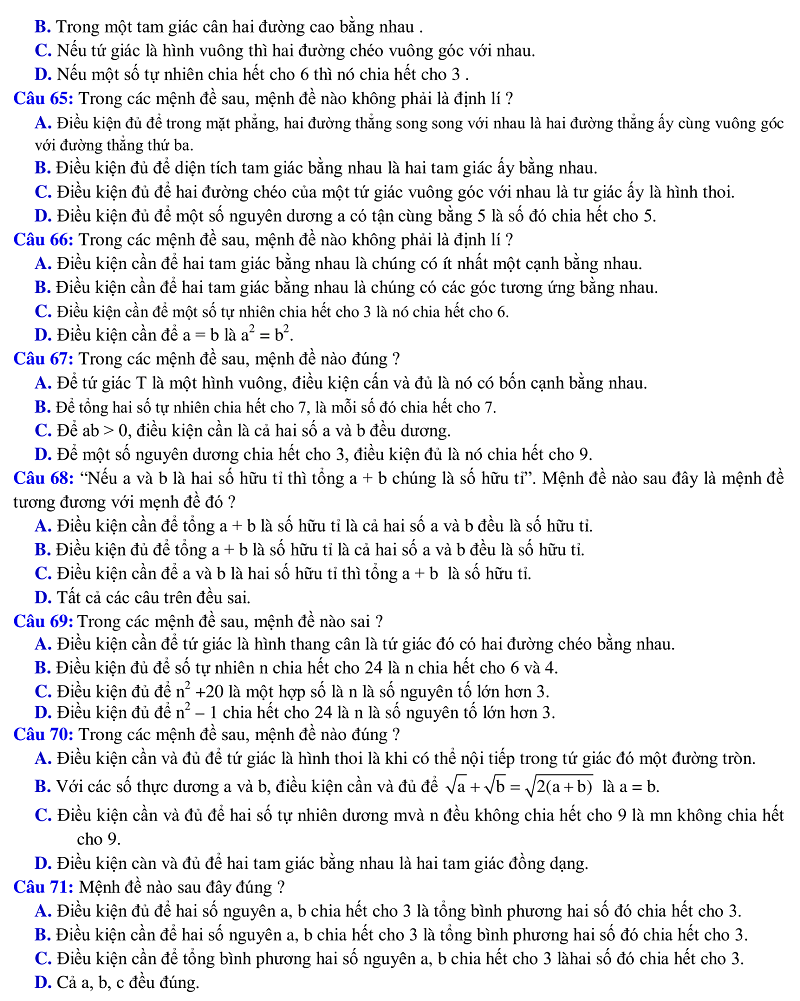 B. Trong một tam giác cân hai đường cao bằng nhau .
C. Nếu tứ giác là hình vuông thì hai đường chéo vuông góc với nhau.
D. Nếu một số tự nhiên chia hết cho 6 thì nó chia hết cho 3 .
Câu 65: Trong các mệnh đề sau, mệnh đề nào không phải là định lí ?
A. Điều kiện đủ để trong mặt phẳng, hai đường thẳng song song với nhau là hai đường thẳng ấy cùng vuông góc
với đường thẳng thứ ba.
B. Điều kiện đủ để diện tích tam giác bằng nhau là hai tam giác ấy bằng nhau.
C. Điều kiện đủ để hai đường chéo của một tứ giác vuông góc với nhau là tư giác ấy là hình thoi.
D. Điều kiện đủ để một số nguyên dương a có tận cùng bằng 5 là số đó chia hết cho 5.
Câu 66: Trong các mệnh đề sau, mệnh đề nào không phải là định lí ?
A. Điều kiện cần để hai tam giác bằng nhau là chúng có ít nhất một cạnh bằng nhau.
B. Điều kiện cần để hai tam giác bằng nhau là chúng có các góc tương ứng bằng nhau.
C. Điều kiện cần để một số tự nhiên chia hết cho 3 là nó chia hết cho 6.
D. Điều kiện cần để a = b là a² = b².
Câu 67: Trong các mệnh đề sau, mệnh đề nào đúng ?
A. Để tứ giác T là một hình vuông, điều kiện cấn và đủ là nó có bốn cạnh bằng nhau.
B. Để tổng hai số tự nhiên chia hết cho 7, là mỗi số đó chia hết cho 7.
C. Để ab > 0, điều kiện cần là cả hai số a và b đều dương.
D. Để một số nguyên dương chia hết cho 3, điều kiện đủ là nó chia hết cho 9.
Câu 68: “Nếu a và b là hai số hữu tỉ thì tổng a + b chúng là số hữu tỉ”. Mệnh đề nào sau đây là mệnh đề
tương đương với mẹnh đề đó ?
A. Điều kiện cần để tổng a + b là số hữu tỉ là cả hai số a và b đều là số hữu tỉ.
B. Điều kiện đủ để tổng a + b là số hữu tỉ là cả hai số a và b đều là số hữu tỉ.
C. Điều kiện cần để a và b là hai số hữu tỉ thì tổng a + b  là số hữu tỉ.
D. Tất cả các câu trên đều sai.
Câu 69: Trong các mệnh đề sau, mệnh đề nào sai ?
A. Điều kiện cần để tứ giác là hình thang cân là tứ giác đó có hai đường chéo bằng nhau.
B. Điều kiện đủ để số tự nhiên n chia hết cho 24 là n chia hết cho 6 và 4.
C. Điều kiện đủ để n² +20 là một hợp số là n là số nguyên tố lớn hơn 3.
D. Điều kiện đủ để n² – 1 chia hết cho 24 là n là số nguyên tố lớn hơn 3.
Câu 70: Trong các mệnh đề sau, mệnh đề nào đúng ?
A. Điều kiện cần và đủ để tứ giác là hình thoi là khi có thể nội tiếp trong tứ giác đó một đường tròn.
B. Với các số thực dương a và b, điều kiện cần và đủ để √a + √b = √2(a + b) là a = b.
C. Điều kiện cần và đủ để hai số tự nhiên dương mvà n đều không chia hết cho 9 là mn không chia hết
cho 9.
D. Điều kiện càn và đủ để hai tam giác bằng nhau là hai tam giác đồng dạng.
Câu 71: Mệnh đề nào sau đây đúng ?
A. Điều kiện đủ để hai số nguyên a, b chia hết cho 3 là tổng bình phương hai số đó chia hết cho 3.
B. Điều kiện cần để hai số nguyên a, b chia hết cho 3 là tổng bình phương hai số đó chia hết cho 3.
C. Điều kiện cần để tổng bình phương hai số nguyên a, b chia hết cho 3 làhai số đó chia hết cho 3.
D. Cả a, b, c đều đúng.